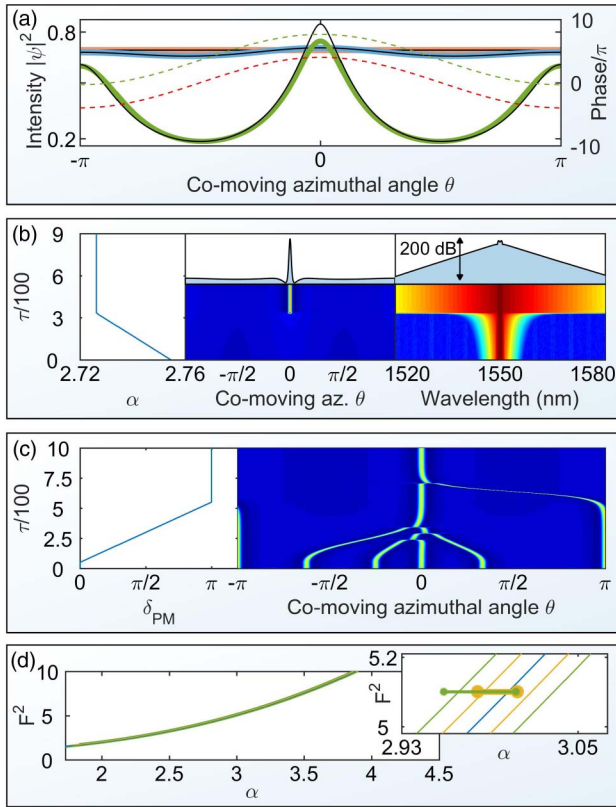 (a)
0.8
0.2
Intensity |ψ|²
10
0
-10
Phase/π
-π
0
π
Co-moving azimuthal angle θ
(b)
9
6
3
0
τ/100
200 dB
2.72
2.76
-π/2
0
π/2
1520
1550
1580
α
Co-moving az. θ
Wavelength (nm)
(c)
10
7.5
5
2.5
0
τ/100
0
π/2
π
-π
-π/2
0
π/2
π
δPM
Co-moving azimuthal angle θ
(d)
10
5
0
F²
2
2.5
3
3.5
4
4.5
α
5.2
5
F²
2.93
3.05
α